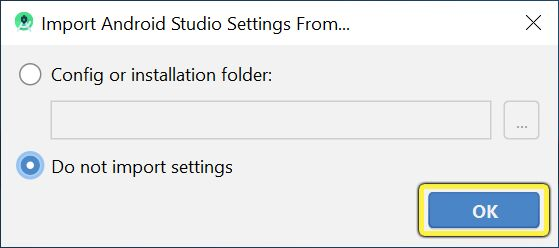 Import Android Studio Settings From...
Config or installation folder:
...
Do not import settings
OK